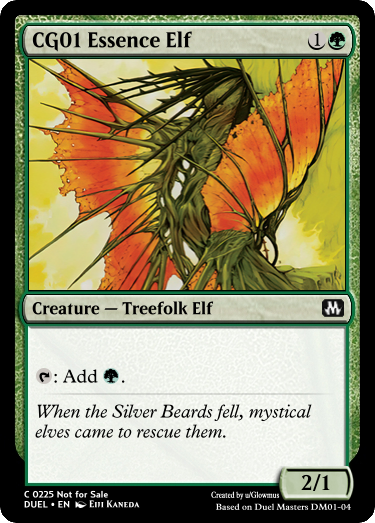 CG01 Essence Elf 1
Creature — Treefolk Elf
: Add .
When the Silver Beards fell, mystical
elves came to rescue them.
2/1
C 0225 Not for Sale
DUEL • EN Eiji Kaneda
Created by u/Glowmus
Based on Duel Masters DM01-04